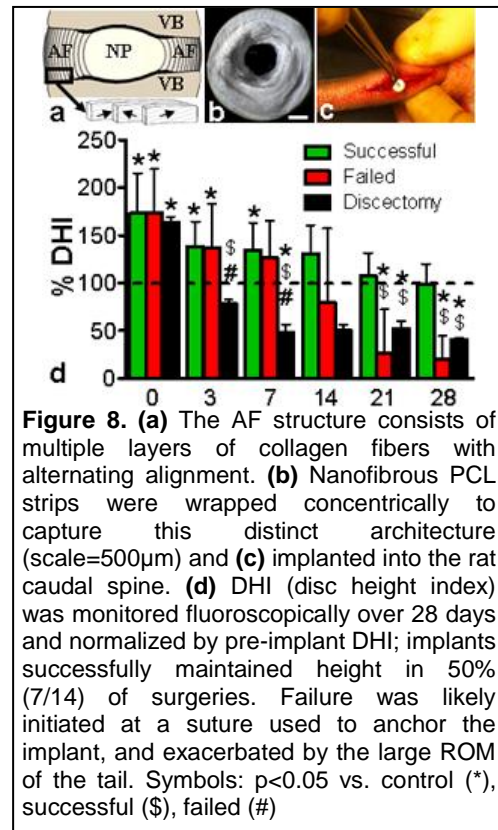 VB
AF NP AF
VB
a b c
250
200
150
100
50
0
% DHI
Successful
Failed
Discectomy
* * * * * $ # * * $ # * $ * $ * $ * $
d
0 3 7 14 21 28
Figure 8. (a) The AF structure consists of
multiple layers of collagen fibers with
alternating alignment. (b) Nanofibrous PCL
strips were wrapped concentrically to
capture this distinct architecture
(scale=500µm) and (c) implanted into the rat
caudal spine. (d) DHI (disc height index)
was monitored fluoroscopically over 28 days
and normalized by pre-implant DHI; implants
successfully maintained height in 50%
(7/14) of surgeries. Failure was likely
initiated at a suture used to anchor the
implant, and exacerbated by the large ROM
of the tail. Symbols: p<0.05 vs. control (*),
successful ($), failed (#)